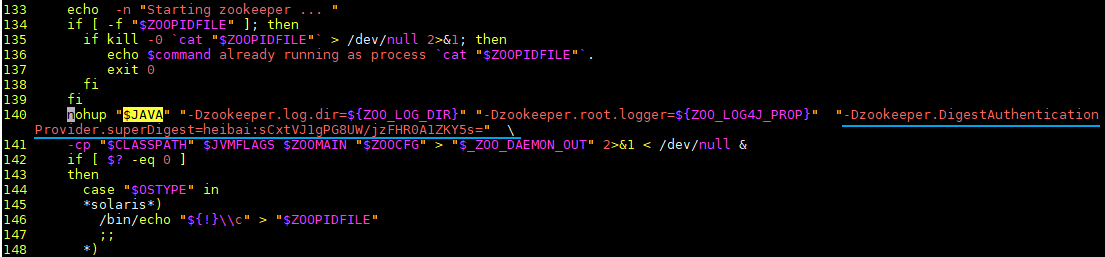 133     echo  -n "Starting zookeeper ... "
134     if [ -f "$ZOOPIDFILE" ]; then
135       if kill -0 `cat "$ZOOPIDFILE"` > /dev/null 2>&1; then
136          echo $command already running as process `cat "$ZOOPIDFILE"`.
137          exit 0
138       fi
139     fi
140     nohup "$JAVA" "-Dzookeeper.log.dir=${ZOO_LOG_DIR}" "-Dzookeeper.root.logger=${ZOO_LOG4J_PROP}"  "-Dzookeeper.DigestAuthentication
Provider.superDigest=heibai:sCxtVJ1gPG8UW/jzFHR0A1ZKY5s="  \
141     -cp "$CLASSPATH" $JVMFLAGS $ZOOMAIN "$ZOOCFG" > "$_ZOO_DAEMON_OUT" 2>&1 < /dev/null &
142     if [ $? -eq 0 ]
143     then
144       case "$OSTYPE" in
145       *solaris*)
146         /bin/echo "${!}\\c" > "$ZOOPIDFILE"
147         ;;
148       *)